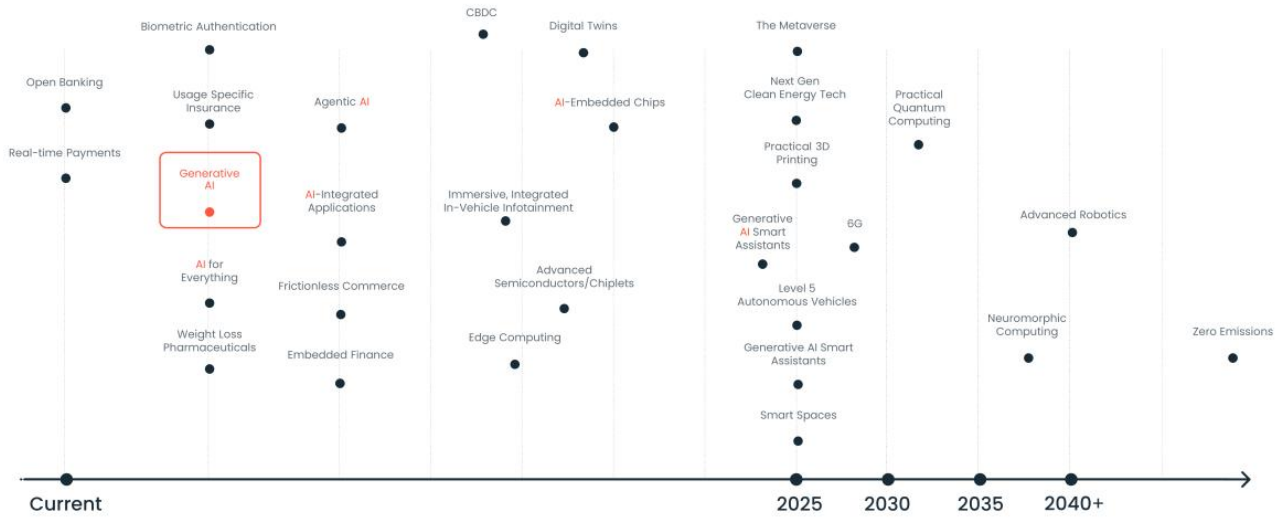 Open Banking
Real-time Payments
Biometric Authentication
Usage Specific
Insurance
Generative
AI
AI for
Everything
Weight Loss
Pharmaceuticals
Agentic AI
AI-Integrated
Applications
Frictionless Commerce
Embedded Finance
CBDC
Immersive, Integrated
In-Vehicle Infotainment
Edge Computing
Digital Twins
AI-Embedded Chips
Advanced
Semiconductors/Chiplets
The Metaverse
Next Gen
Clean Energy Tech
Practical 3D
Printing
Generative
AI Smart
Assistants
6G
Level 5
Autonomous Vehicles
Generative AI Smart
Assistants
Smart Spaces
Practical
Quantum
Computing
Neuromorphic
Computing
Advanced Robotics
Zero Emissions
Current
2025
2030
2035
2040+